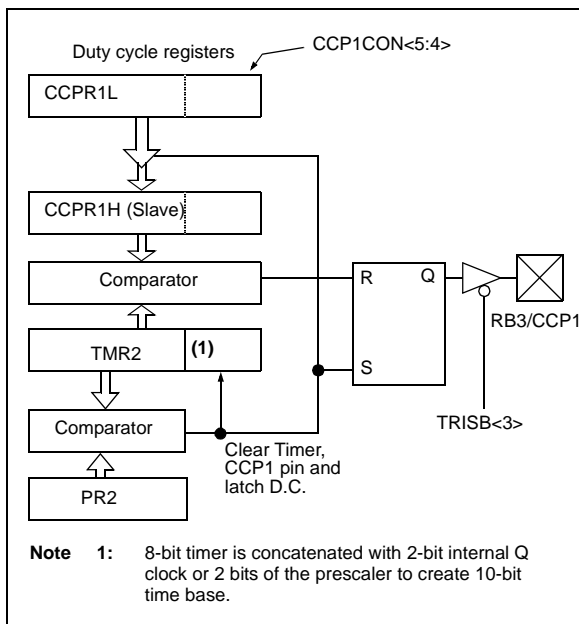 Duty cycle registers
CCP1CON<5:4>
CCPR1L
CCPR1H (Slave)
Comparator
R
Q
RB3/CCP1
TMR2
(1)
S
TRISB<3>
Comparator
Clear Timer,
CCP1 pin and
latch D.C.
PR2
Note 1: 8-bit timer is concatenated with 2-bit internal Q
clock or 2 bits of the prescaler to create 10-bit
time base.